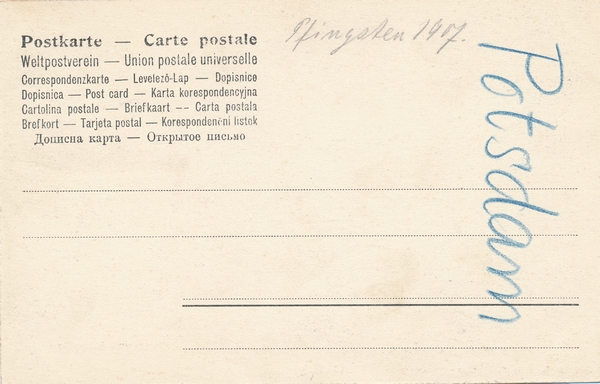 Postkarte — Carte postale
Weltpostverein — Union postale universelle
Correspondenzkarte — Levelező-Lap — Dopisnice
Dopisnica — Post card — Karta korespondencyjna
Cartolina postale — Briefkaart -- Carta postala
Brefkort — Tarjeta postal — Korespondenční listek
Дописна карта — Открытое письмо
Pfingsten 1907.
Potsdam